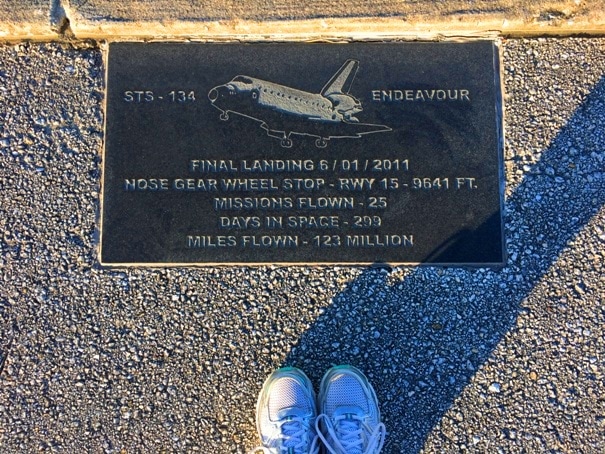 STS - 134 ENDEAVOUR
FINAL LANDING 6 / 01 / 2011
NOSE GEAR WHEEL STOP - RWY 15 - 9641 FT.
MISSIONS FLOWN - 25
DAYS IN SPACE - 299
MILES FLOWN - 123 MILLION